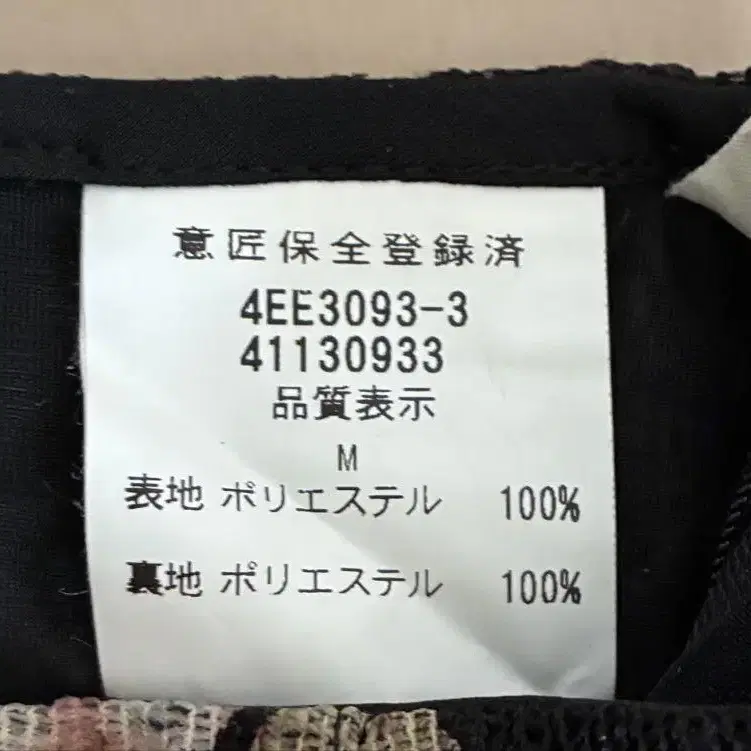 意匠保全登録済
4EE3093-3
41130933
品質表示
M
表地 ポリエステル 100%
裏地 ポリエステル 100%